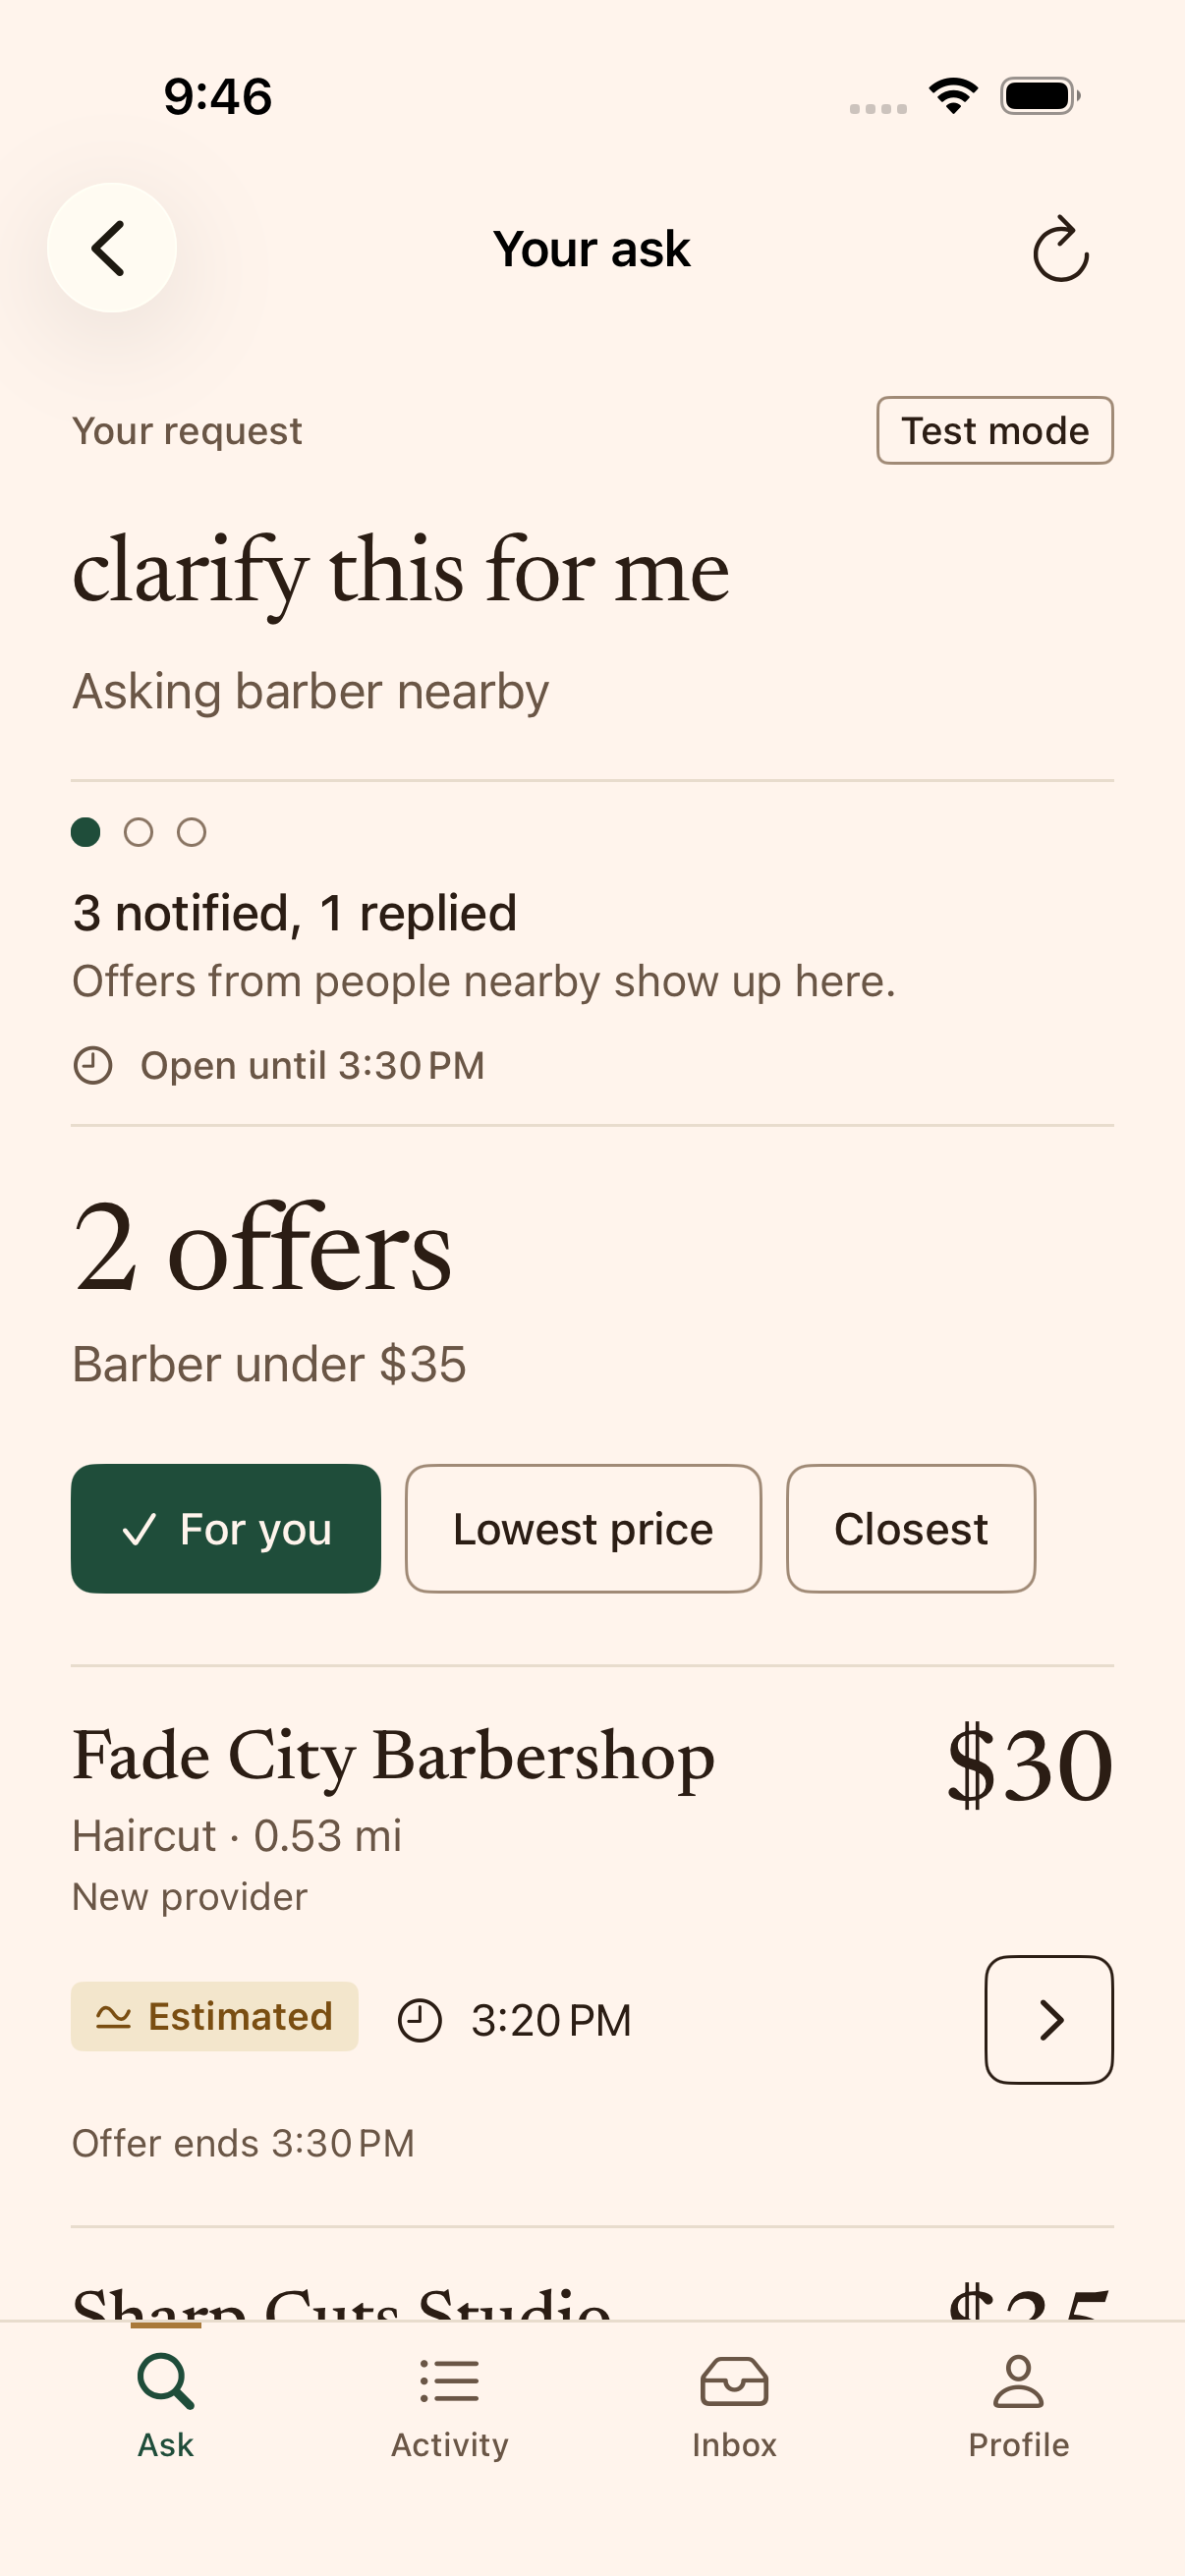 9:46
Your ask
Your request
Test mode
clarify this for me
Asking barber nearby
3 notified, 1 replied
Offers from people nearby show up here.
Open until 3:30 PM
2 offers
Barber under $35
For you
Lowest price
Closest
Fade City Barbershop
$30
Haircut · 0.53 mi
New provider
Estimated
3:20 PM
Offer ends 3:30 PM
Sharp Cuts Studio
Ask
Activity
Inbox
Profile